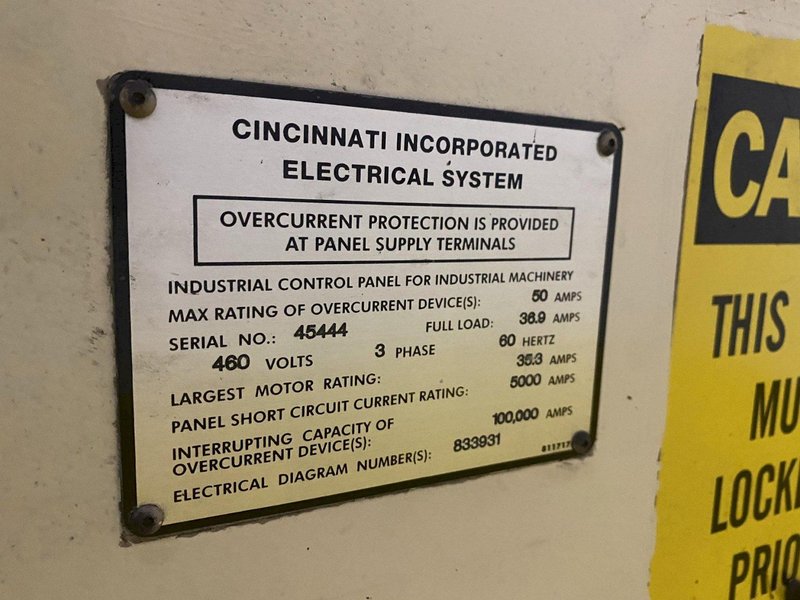 CINCINNATI INCORPORATED
ELECTRICAL SYSTEM
OVERCURRENT PROTECTION IS PROVIDED
AT PANEL SUPPLY TERMINALS
INDUSTRIAL CONTROL PANEL FOR INDUSTRIAL MACHINERY
MAX RATING OF OVERCURRENT DEVICE(S): 50 AMPS
SERIAL NO.: 45444 FULL LOAD: 36.9 AMPS
460 VOLTS 3 PHASE 60 HERTZ
LARGEST MOTOR RATING: 35.3 AMPS
PANEL SHORT CIRCUIT CURRENT RATING: 5000 AMPS
INTERRUPTING CAPACITY OF
OVERCURRENT DEVICE(S): 100,000 AMPS
ELECTRICAL DIAGRAM NUMBER(S): 833931
CA
THIS
MU
LOCK
PRIO